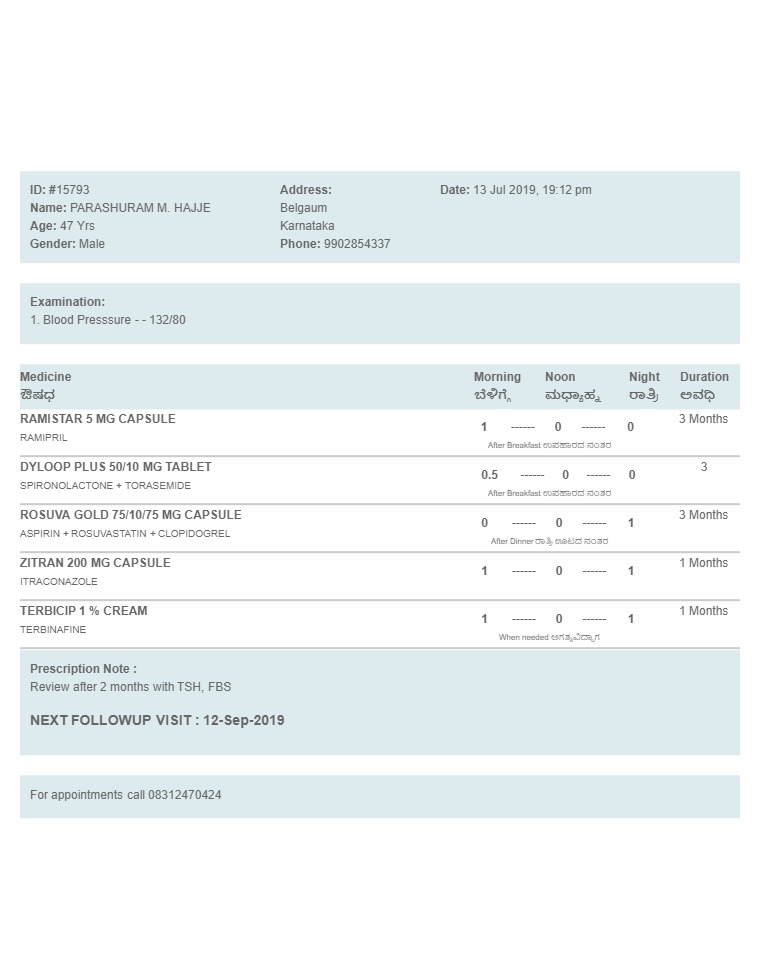 ID: #15793
Name: PARASHURAM M. HAJJE
Age: 47 Yrs
Gender: Male
Address:
Belgaum
Karnataka
Phone: 9902854337
Date: 13 Jul 2019, 19:12 pm
Examination:
1. Blood Presssure - - 132/80
Medicine Morning Noon Night Duration
ಔಷಧ ಬೆಳಿಗ್ಗೆ ಮಧ್ಯಾಹ್ನ ರಾತ್ರಿ ಅವಧಿ
RAMISTAR 5 MG CAPSULE 3 Months
1 ------ 0 ------ 0
RAMIPRIL
After Breakfast ಉಪಹಾರದ ನಂತರ
DYLOOP PLUS 50/10 MG TABLET 3
0.5 ------ 0 ------ 0
SPIRONOLACTONE + TORASEMIDE
After Breakfast ಉಪಹಾರದ ನಂತರ
ROSUVA GOLD 75/10/75 MG CAPSULE 3 Months
0 ------ 0 ------ 1
ASPIRIN + ROSUVASTATIN + CLOPIDOGREL
After Dinner ರಾತ್ರಿ ಊಟದ ನಂತರ
ZITRAN 200 MG CAPSULE 1 Months
1 ------ 0 ------ 1
ITRACONAZOLE
TERBICIP 1 % CREAM 1 Months
1 ------ 0 ------ 1
TERBINAFINE
When needed ಅಗತ್ಯವಿದ್ದಾಗ
Prescription Note :
Review after 2 months with TSH, FBS
NEXT FOLLOWUP VISIT : 12-Sep-2019
For appointments call 08312470424